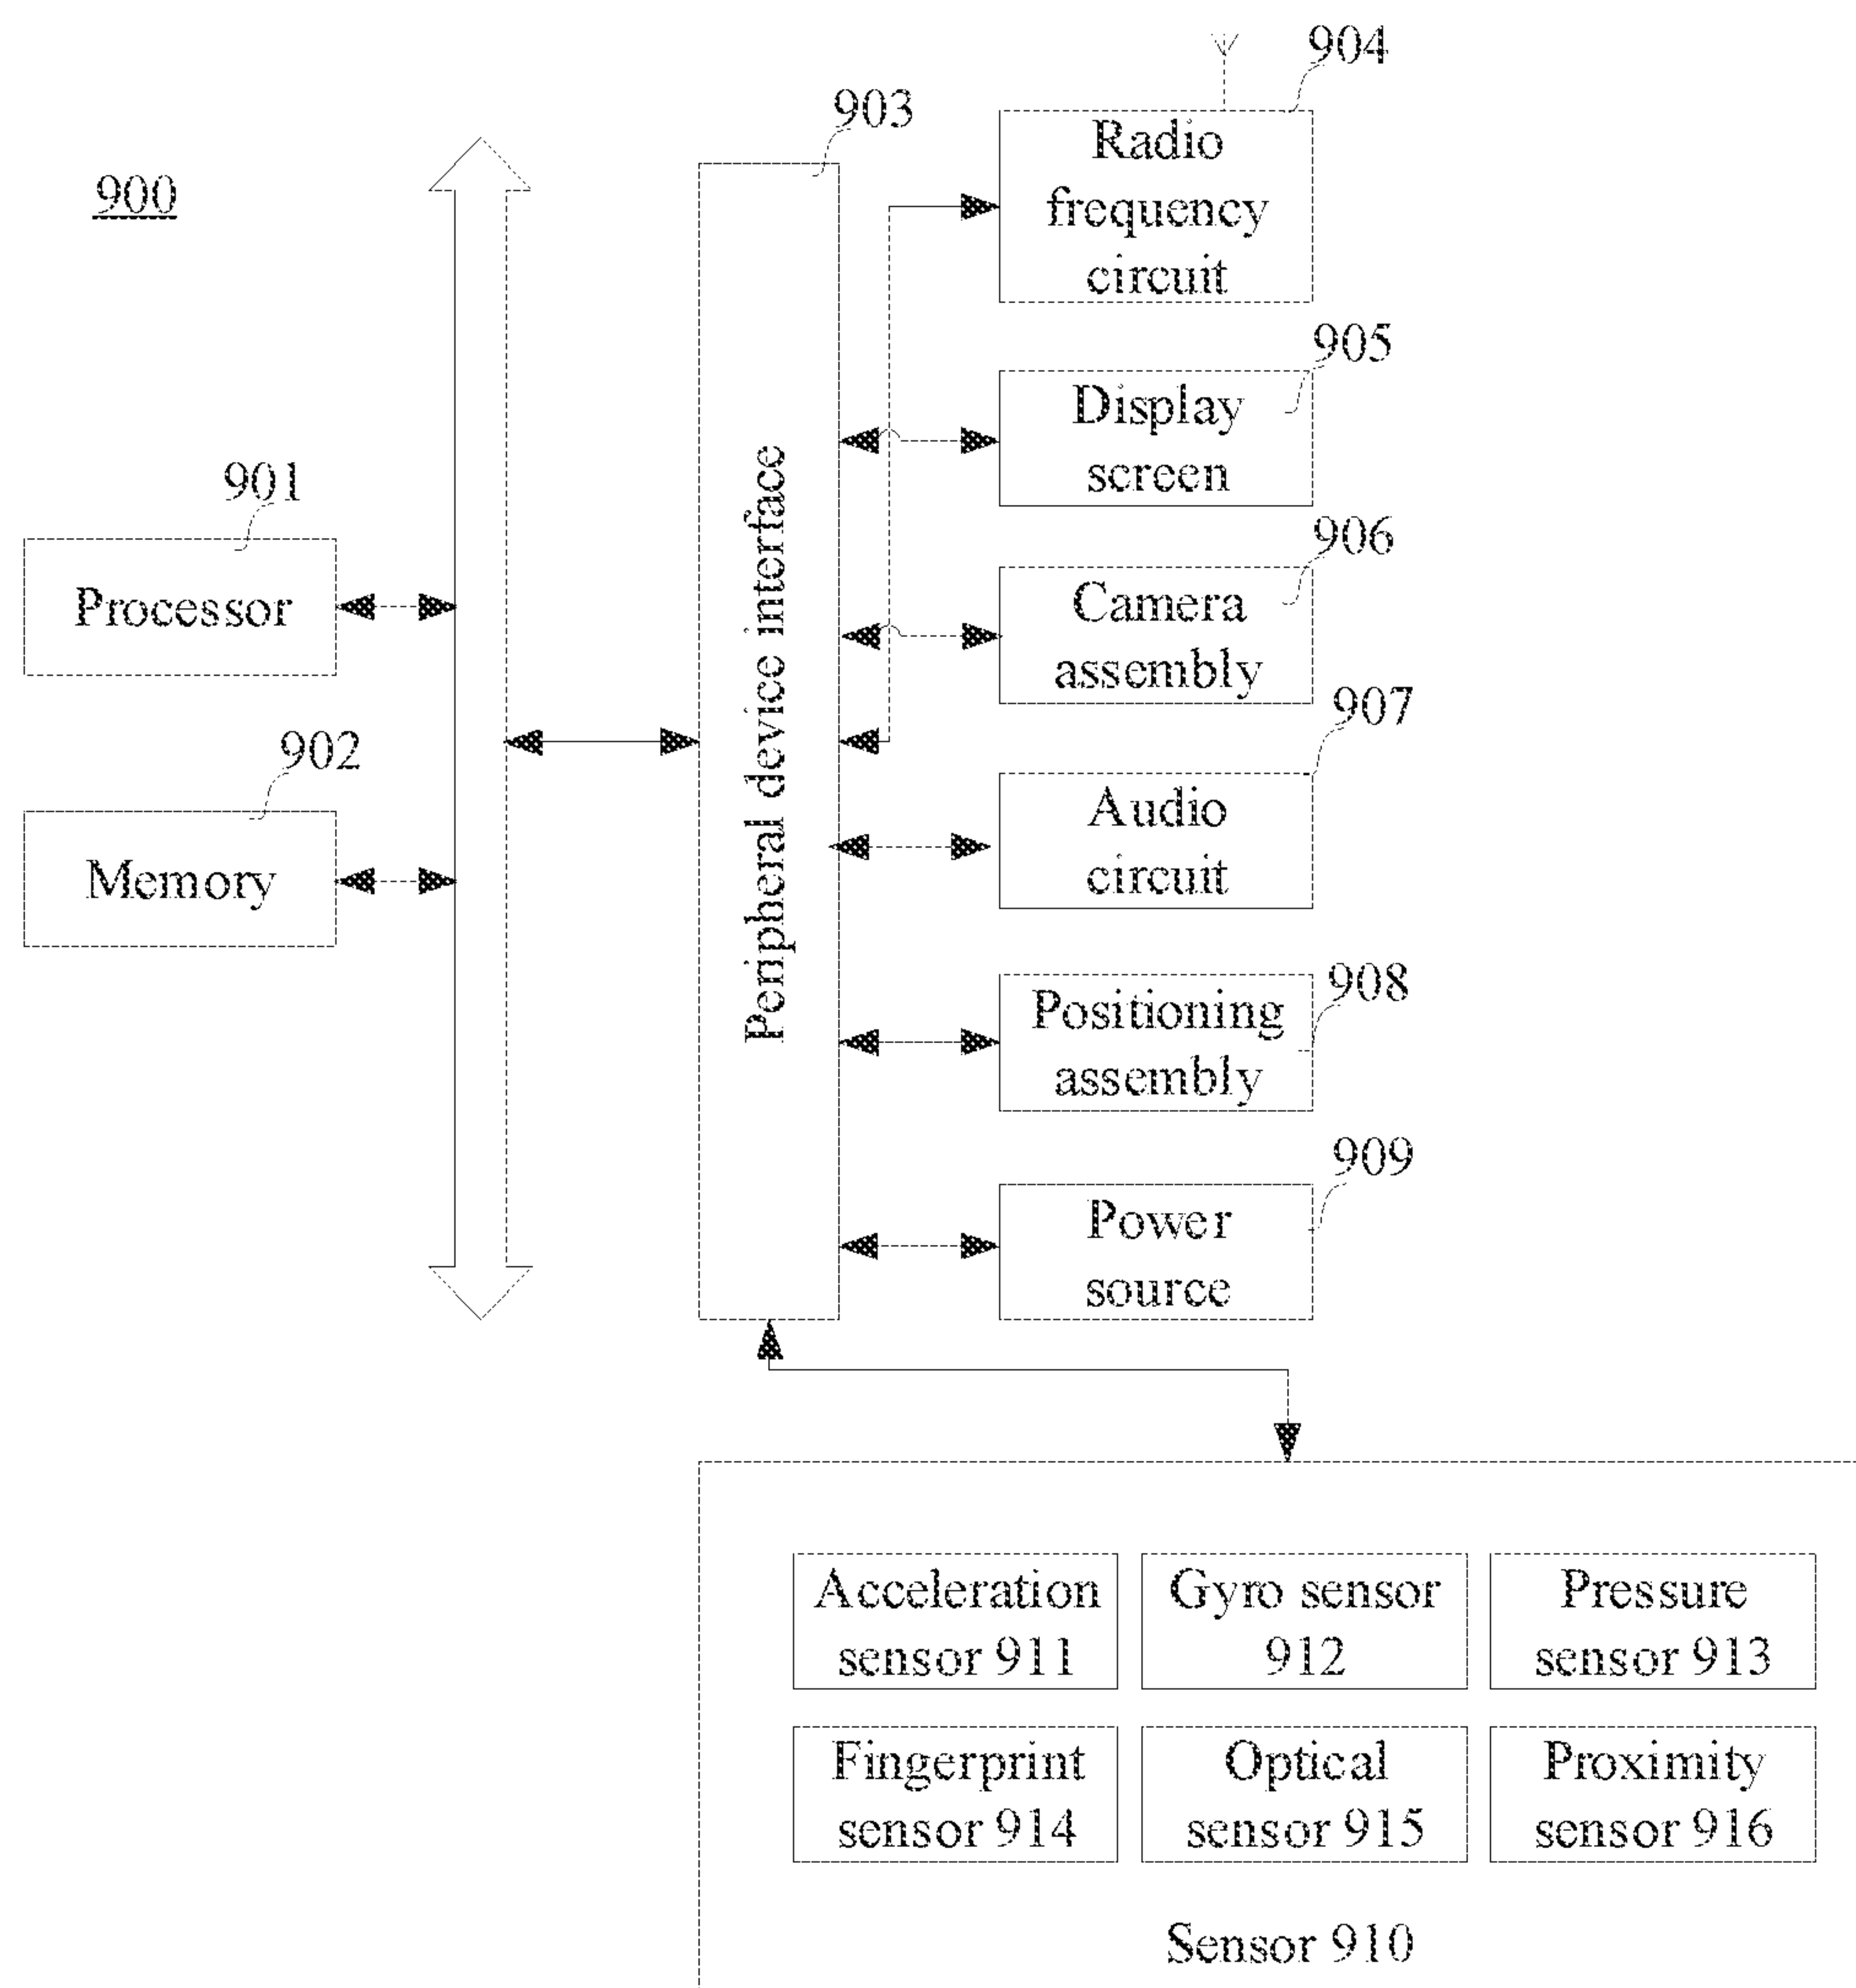 900
901
Processor
902
Memory
903
Peripheral device interface
904
Radio
frequency
circuit
905
Display
screen
906
Camera
assembly
907
Audio
circuit
908
Positioning
assembly
909
Power
source
Acceleration
sensor 911
Gyro sensor
912
Pressure
sensor 913
Fingerprint
sensor 914
Optical
sensor 915
Proximity
sensor 916
Sensor 910